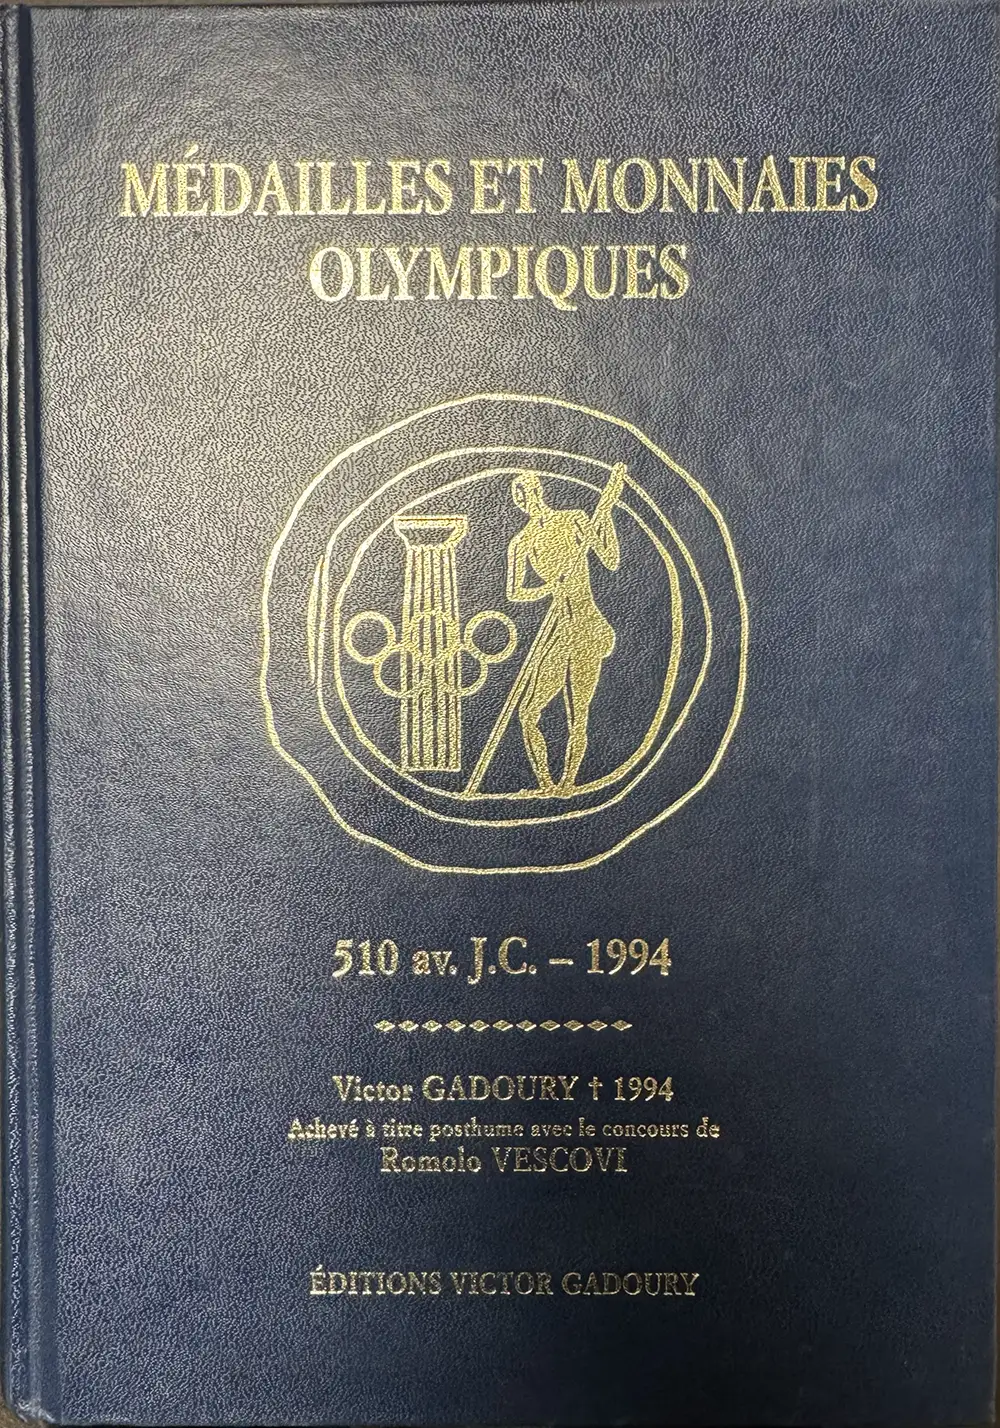 MÉDAILLES ET MONNAIES
OLYMPIQUES
510 av. J.C. – 1994
Victor GADOURY † 1994
Achevé à titre posthume avec le concours de
Romolo VESCOVI
ÉDITIONS VICTOR GADOURY